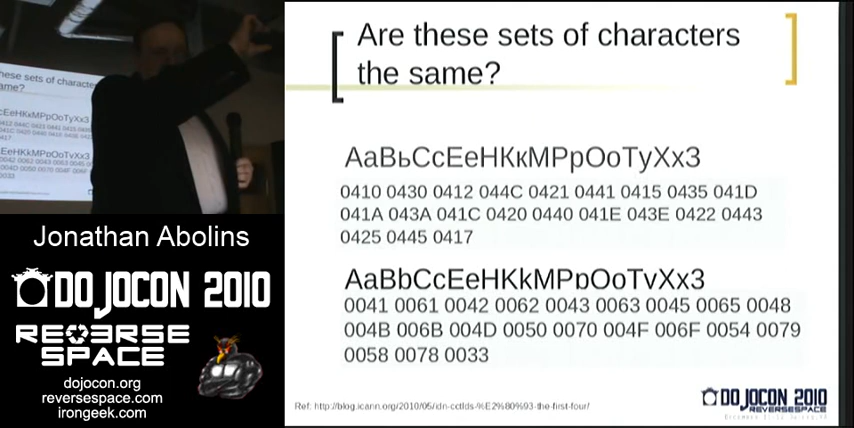 Are these sets of characters
the same?
АаВьСсЕеНКкМРрОоТуХхЗ
0410 0430 0412 044C 0421 0441 0415 0435 041D
041A 043A 041C 0420 0440 041E 043E 0422 0443
0425 0445 0417
AaBbCcEeHKkMPpOoTyXx3
0041 0061 0042 0062 0043 0063 0045 0065 0048
004B 006B 004D 0050 0070 004F 006F 0054 0079
0058 0078 0033
Ref: http://blog.icann.org/2010/05/idn-cctlds-%E2%80%93-the-first-four/
DOJOCON 2010
REVERSESPACE
Jonathan Abolins
DOJOCON 2010
REVERSE
SPACE
dojocon.org
reversespace.com
irongeek.com